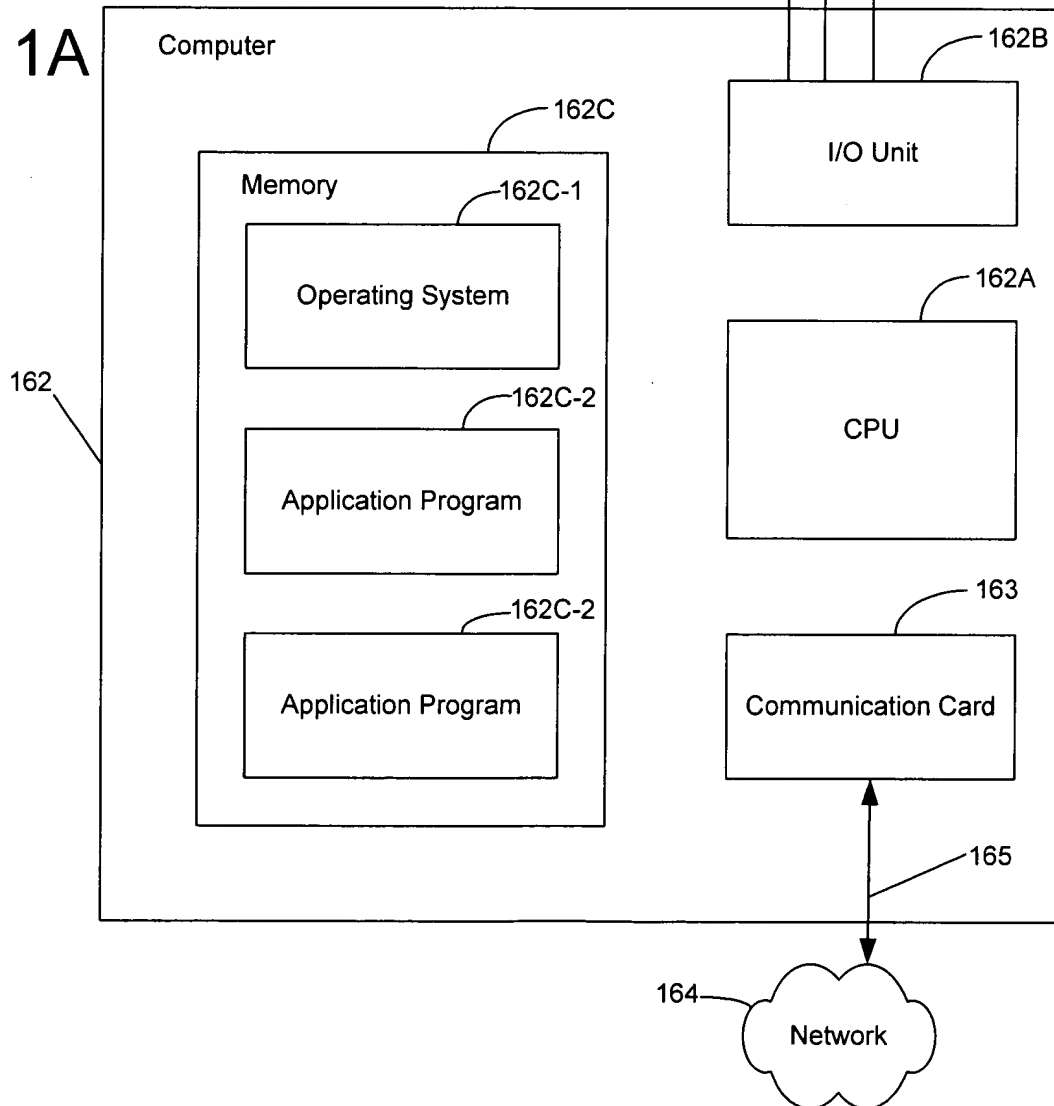 1A
Computer
162B
I/O Unit
162C
Memory
162C-1
Operating System
162A
CPU
162
162C-2
Application Program
162C-2
Application Program
163
Communication Card
165
164
Network